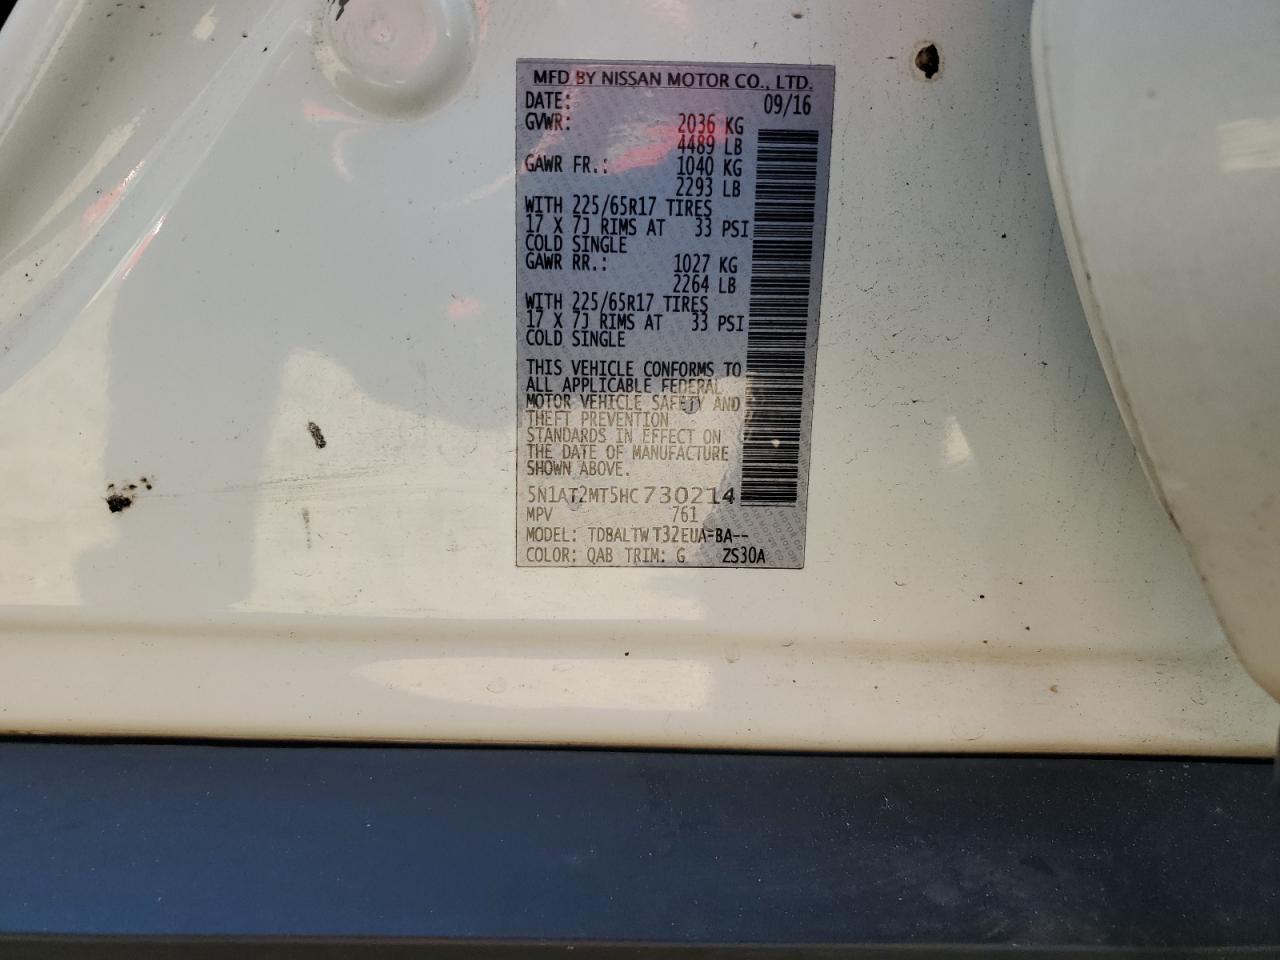 MFD BY NISSAN MOTOR CO., LTD.
DATE: 09/16
GVWR: 2036 KG
4489 LB
GAWR FR.: 1040 KG
2293 LB
WITH 225/65R17 TIRES
17 X 7J RIMS AT 33 PSI
COLD SINGLE
GAWR RR.: 1027 KG
2264 LB
WITH 225/65R17 TIRES
17 X 7J RIMS AT 33 PSI
COLD SINGLE
THIS VEHICLE CONFORMS TO
ALL APPLICABLE FEDERAL
MOTOR VEHICLE SAFETY AND
THEFT PREVENTION
STANDARDS IN EFFECT ON
THE DATE OF MANUFACTURE
SHOWN ABOVE.
5N1AT2MT5HC730214
MPV 761
MODEL: TDBALTWT32EUA-BA--
COLOR: QAB TRIM: G ZS30A